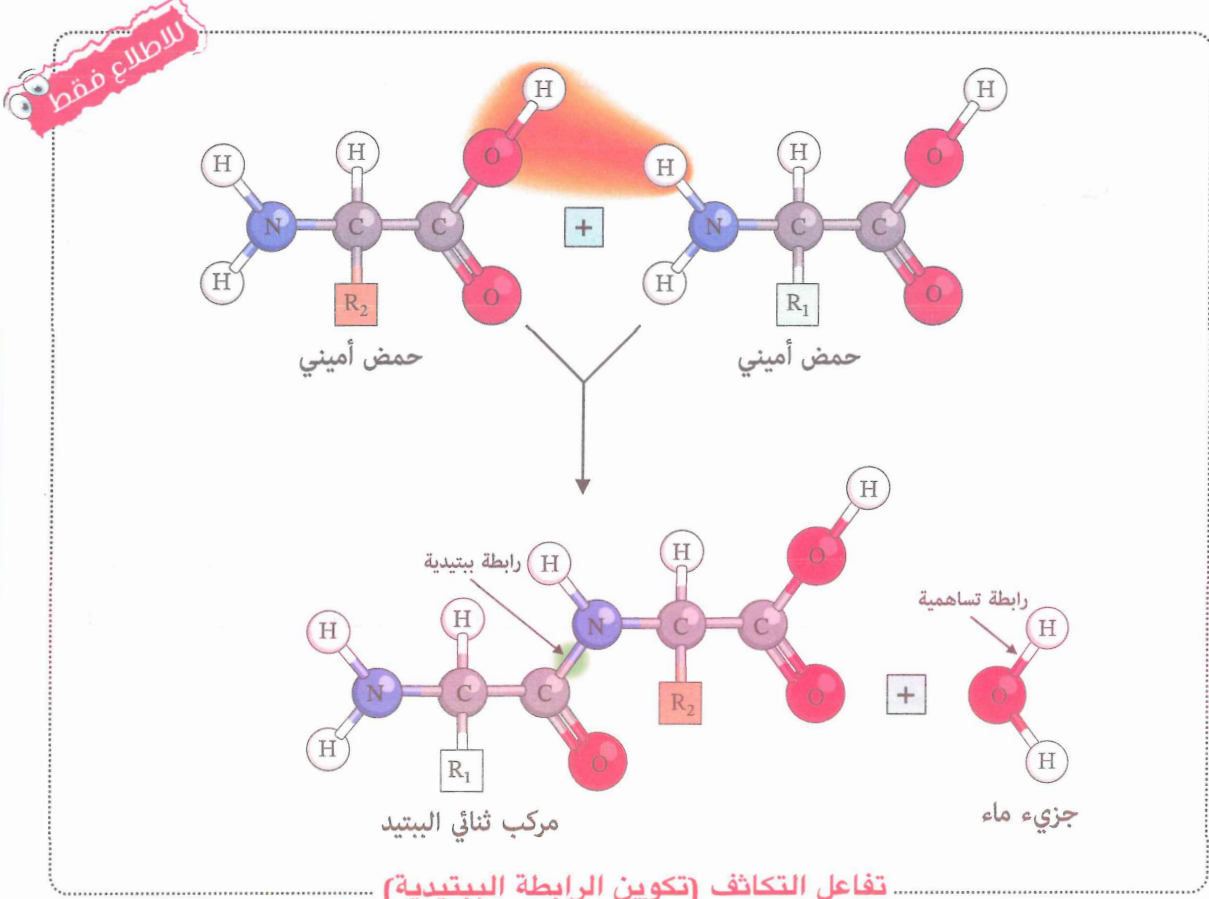 للاطلاع فقط
H H H H
H O H O
N C C + N C C
H R₂ O H R₁ O
حمض أميني
حمض أميني
H
رابطة ببتيدية H H O
رابطة تساهمية
H H N C C H
N C C R₂ O + O
H R₁ O H
مركب ثنائي الببتيد
جزيء ماء
تفاعل التكاثف (تكوين الرابطة الببتيدية)